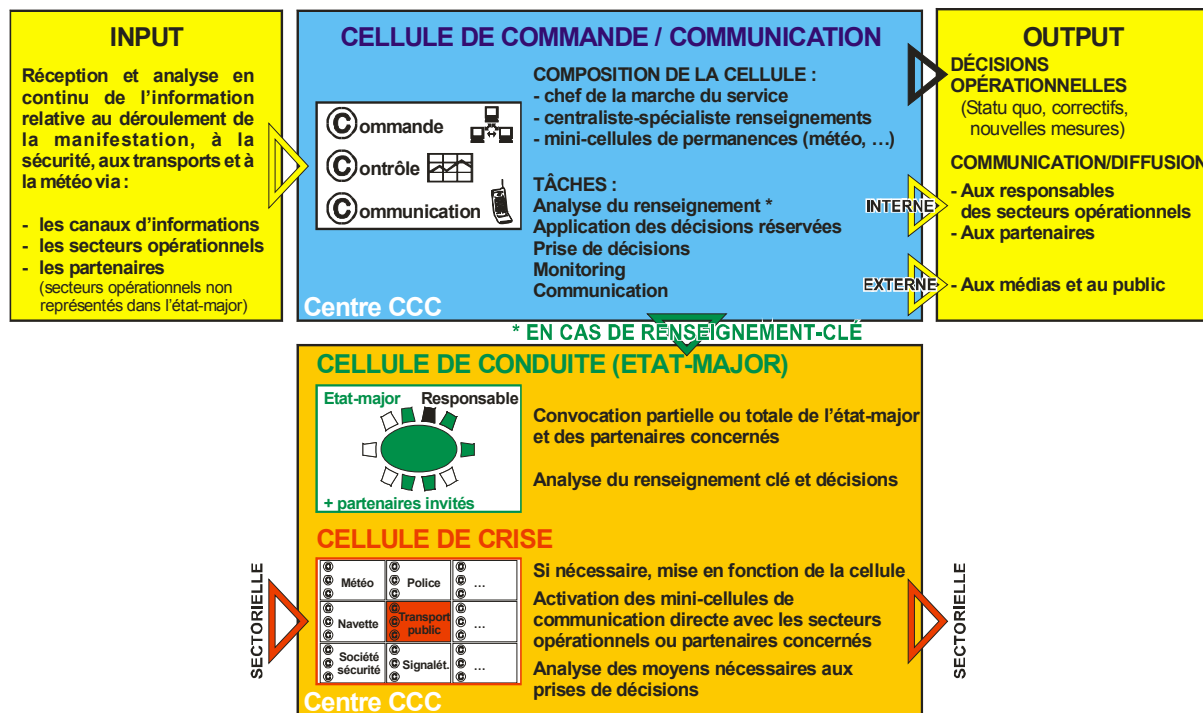 INPUT
Réception et analyse en
continu de l'information
relative au déroulement de
la manifestation, à la
sécurité, aux transports et à
la météo via :
- les canaux d'informations
- les secteurs opérationnels
- les partenaires
(secteurs opérationnels non
représentés dans l'état-major)
CELLULE DE COMMANDE / COMMUNICATION
©ommande
©ontrôle
©ommunication
COMPOSITION DE LA CELLULE :
- chef de la marche du service
- centraliste-spécialiste renseignements
- mini-cellules de permanences (météo, …)
TÂCHES :
Analyse du renseignement *
Application des décisions réservées
Prise de décisions
Monitoring
Communication
Centre CCC
OUTPUT
DÉCISIONS
OPÉRATIONNELLES
(Statu quo, correctifs,
nouvelles mesures)
COMMUNICATION/DIFFUSION
INTERNE
- Aux responsables
des secteurs opérationnels
- Aux partenaires
EXTERNE
- Aux médias et au public
* EN CAS DE RENSEIGNEMENT-CLÉ
CELLULE DE CONDUITE (ETAT-MAJOR)
Etat-major Responsable
+ partenaires invités
Convocation partielle ou totale de l'état-major
et des partenaires concernés
Analyse du renseignement clé et décisions
CELLULE DE CRISE
SECTORIELLE
© © © Météo © © © Police © © © ...
© © © Navette © © © Transport public © © © ...
© © © Société sécurité © © © Signalét. © © © ...
Si nécessaire, mise en fonction de la cellule
Activation des mini-cellules de
communication directe avec les secteurs
opérationnels ou partenaires concernés
Analyse des moyens nécessaires aux
prises de décisions
SECTORIELLE
Centre CCC